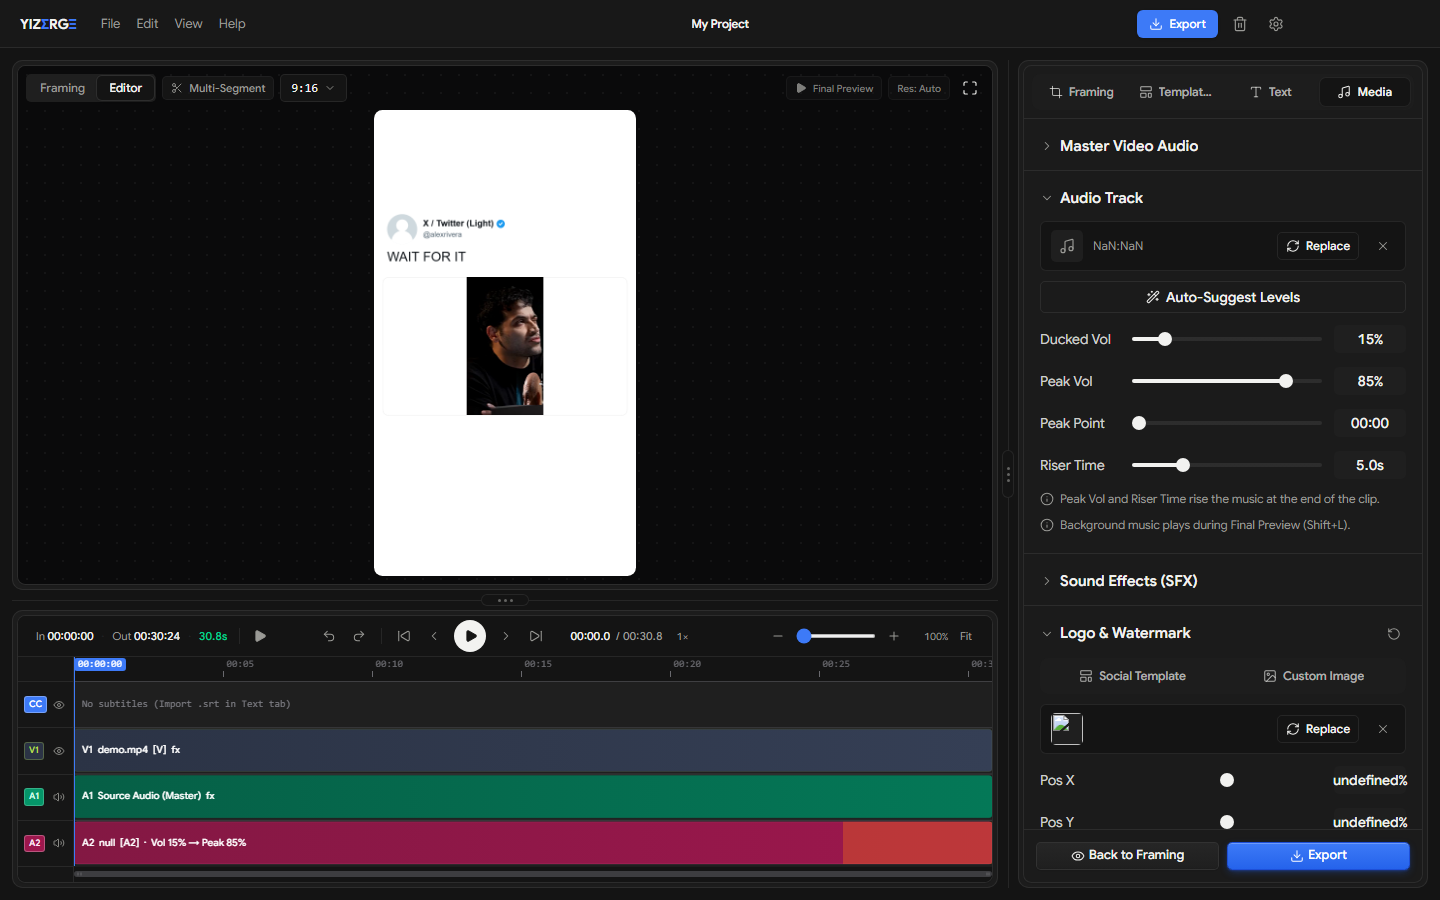 YIZERGE File Edit View Help My Project Export
Framing Editor Multi-Segment 9:16 Final Preview Res: Auto
X / Twitter (Light)
@alexrivera
WAIT FOR IT
In 00:00:00 Out 00:30:24 30.8s 00:00.0 / 00:30.8 1× 100% Fit
00:00:00 00:05 00:10 00:15 00:20 00:25 00:3
CC No subtitles (Import .srt in Text tab)
V1 V1 demo.mp4 [V] fx
A1 A1 Source Audio (Master) fx
A2 A2 null [A2] · Vol 15% → Peak 85%
Framing Templat... Text Media
Master Video Audio
Audio Track
NaN:NaN Replace
Auto-Suggest Levels
Ducked Vol 15%
Peak Vol 85%
Peak Point 00:00
Riser Time 5.0s
Peak Vol and Riser Time rise the music at the end of the clip.
Background music plays during Final Preview (Shift+L).
Sound Effects (SFX)
Logo & Watermark
Social Template Custom Image
Replace
Pos X undefined%
Pos Y undefined%
Back to Framing Export